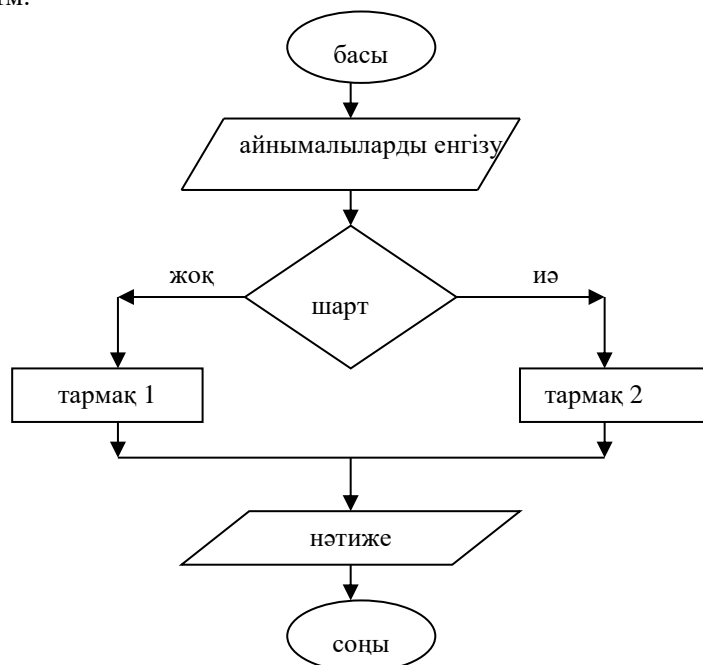 басы
айнымалыларды енгізу
жоқ
иә
шарт
тармақ 1
тармақ 2
нәтиже
соңы